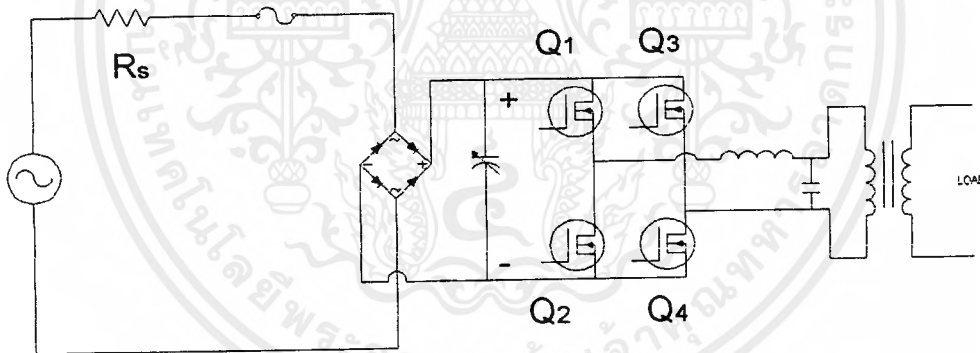 Q1 Q3
Rs
+
- +
LOAD
-
Q2 Q4